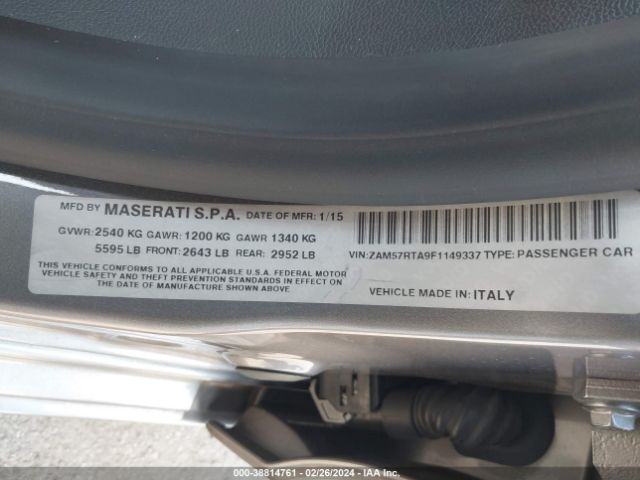 MFD BY MASERATI S.P.A. DATE OF MFR: 1/15
GVWR: 2540 KG GAWR: 1200 KG GAWR 1340 KG
5595 LB FRONT: 2643 LB REAR: 2952 LB
THIS VEHICLE CONFORMS TO ALL APPLICABLE U.S.A. FEDERAL MOTOR
VEHICLE SAFETY AND THEFT PREVENTION STANDARDS IN EFFECT ON
THE DATE OF MANUFACTURE SHOWN ABOVE
VIN: ZAM57RTA9F1149337 TYPE: PASSENGER CAR
VEHICLE MADE IN: ITALY
000-38814761 - 02/26/2024 - IAA Inc.